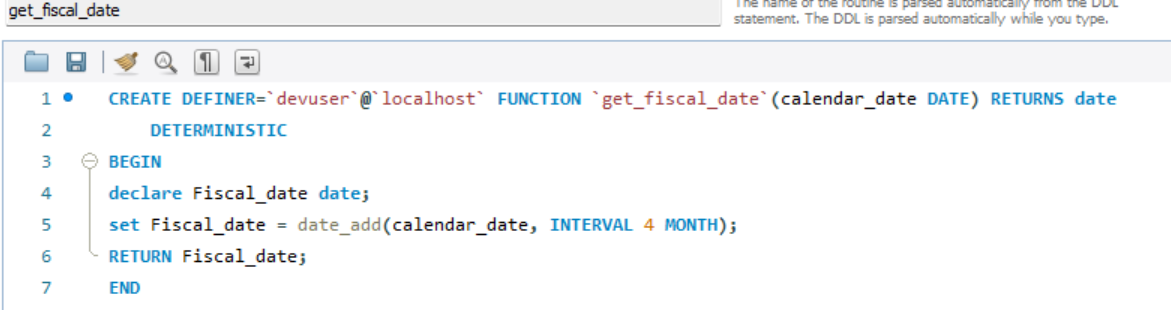 get_fiscal_date
The name of the routine is parsed automatically from the DDL
statement. The DDL is parsed automatically while you type.
1 CREATE DEFINER=`devuser`@`localhost` FUNCTION `get_fiscal_date`(calendar_date DATE) RETURNS date
2 DETERMINISTIC
3 BEGIN
4 declare Fiscal_date date;
5 set Fiscal_date = date_add(calendar_date, INTERVAL 4 MONTH);
6 RETURN Fiscal_date;
7 END